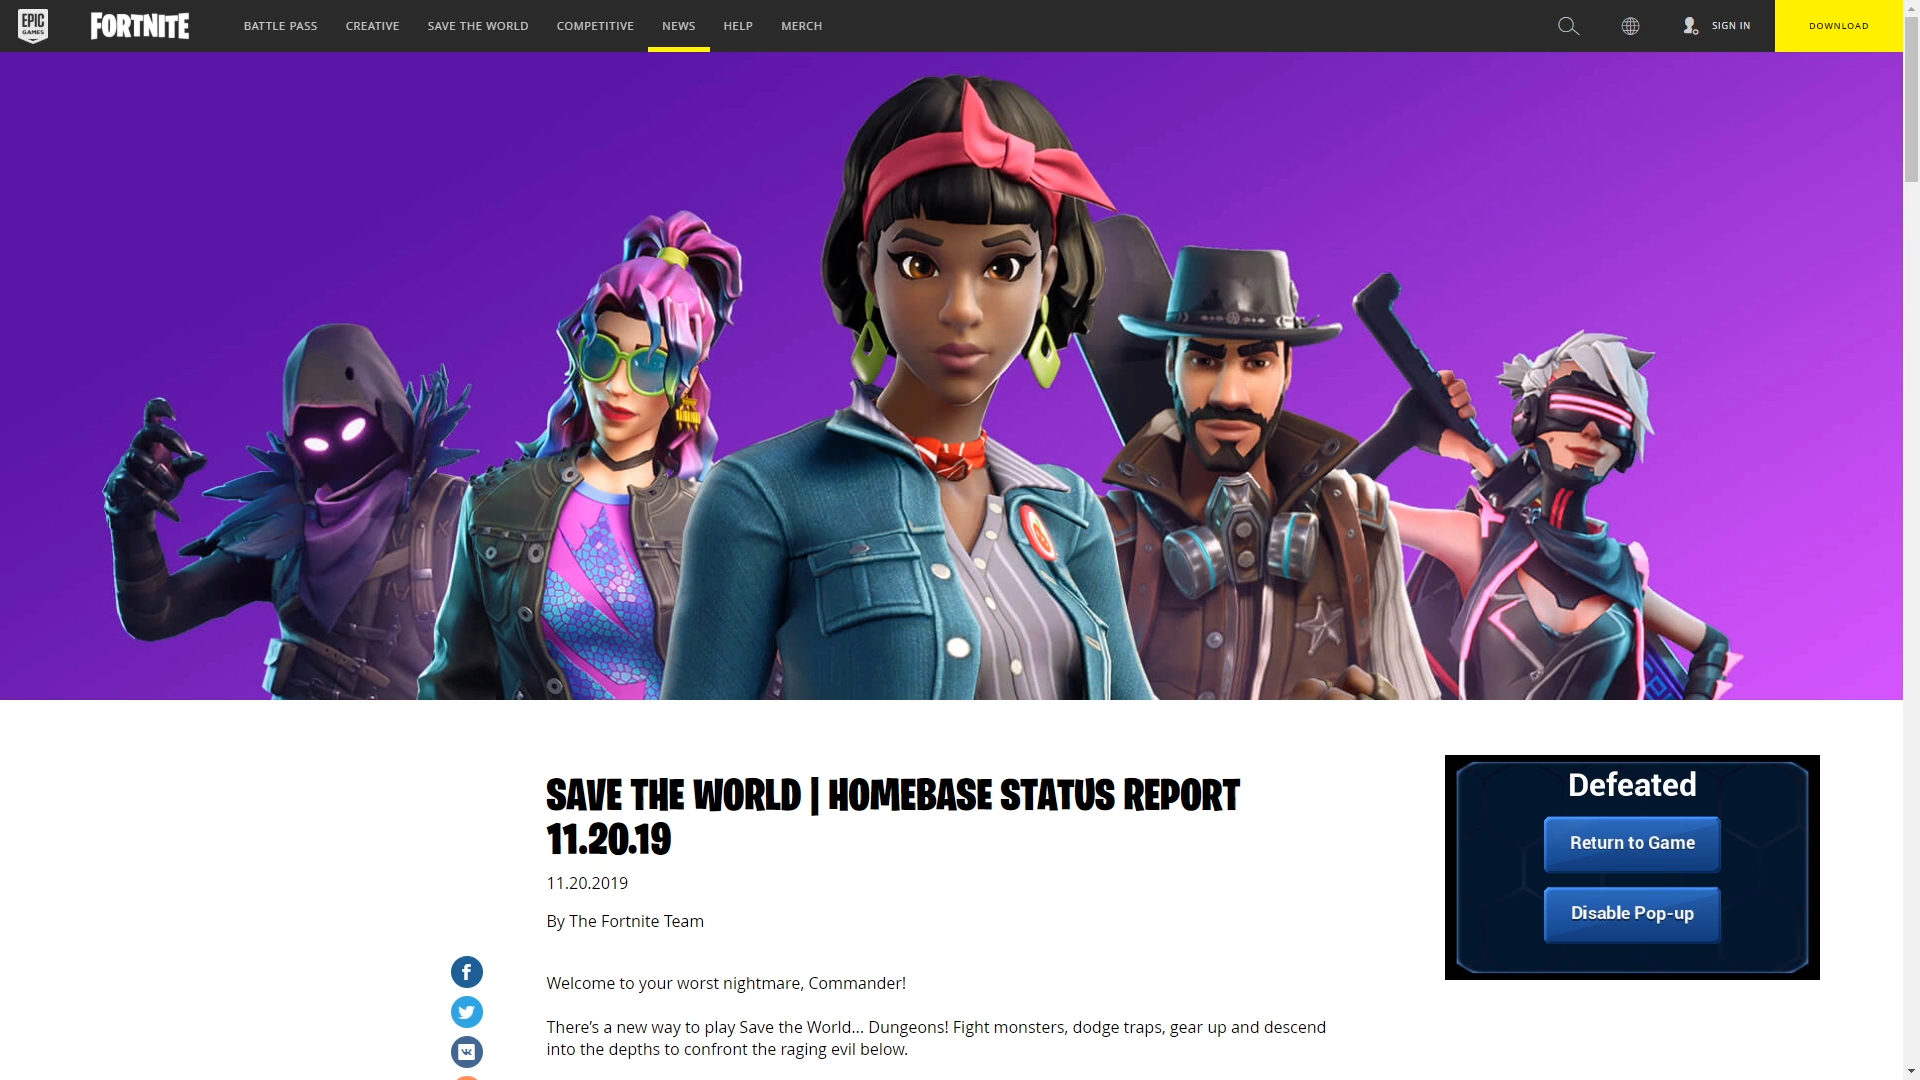 EPIC
GAMES
FORTNITE
BATTLE PASS
CREATIVE
SAVE THE WORLD
COMPETITIVE
NEWS
HELP
MERCH
SIGN IN
DOWNLOAD
SAVE THE WORLD | HOMEBASE STATUS REPORT
11.20.19
11.20.2019
By The Fortnite Team
Welcome to your worst nightmare, Commander!
There’s a new way to play Save the World... Dungeons! Fight monsters, dodge traps, gear up and descend
into the depths to confront the raging evil below.
Defeated
Return to Game
Disable Pop-up